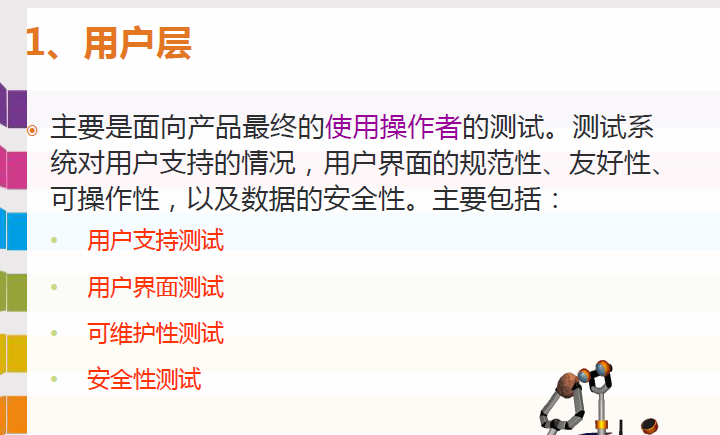 1、用户层
主要是面向产品最终的使用操作者的测试。测试系
统对用户支持的情况，用户界面的规范性、友好性、
可操作性，以及数据的安全性。主要包括：
用户支持测试
用户界面测试
可维护性测试
安全性测试